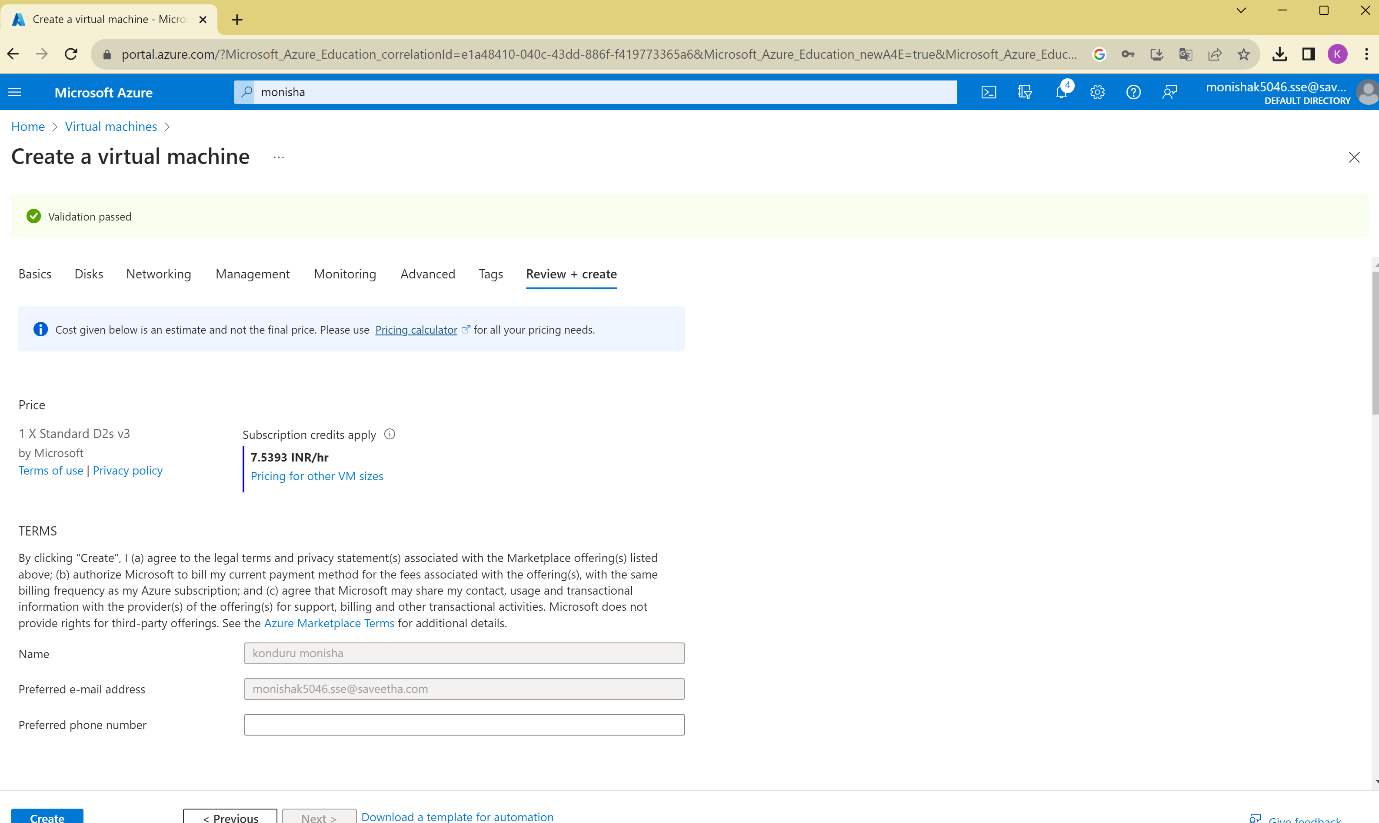 Create a virtual machine - Micro
portal.azure.com/?Microsoft_Azure_Education_correlationId=e1a48410-040c-43dd-886f-f419773365a6&Microsoft_Azure_Education_newA4E=true&Microsoft_Azure_Educ...
K
Microsoft Azure
monisha
4
monishak5046.sse@sav...
DEFAULT DIRECTORY
Home > Virtual machines >
Create a virtual machine ...
Validation passed
Basics Disks Networking Management Monitoring Advanced Tags Review + create
Cost given below is an estimate and not the final price. Please use Pricing calculator for all your pricing needs.
Price
1 X Standard D2s v3
by Microsoft
Terms of use | Privacy policy
Subscription credits apply
7.5393 INR/hr
Pricing for other VM sizes
TERMS
By clicking "Create", I (a) agree to the legal terms and privacy statement(s) associated with the Marketplace offering(s) listed
above; (b) authorize Microsoft to bill my current payment method for the fees associated with the offering(s), with the same
billing frequency as my Azure subscription; and (c) agree that Microsoft may share my contact, usage and transactional
information with the provider(s) of the offering(s) for support, billing and other transactional activities. Microsoft does not
provide rights for third-party offerings. See the Azure Marketplace Terms for additional details.
Name konduru monisha
Preferred e-mail address monishak5046.sse@saveetha.com
Preferred phone number
Create < Previous Next > Download a template for automation Give feedback